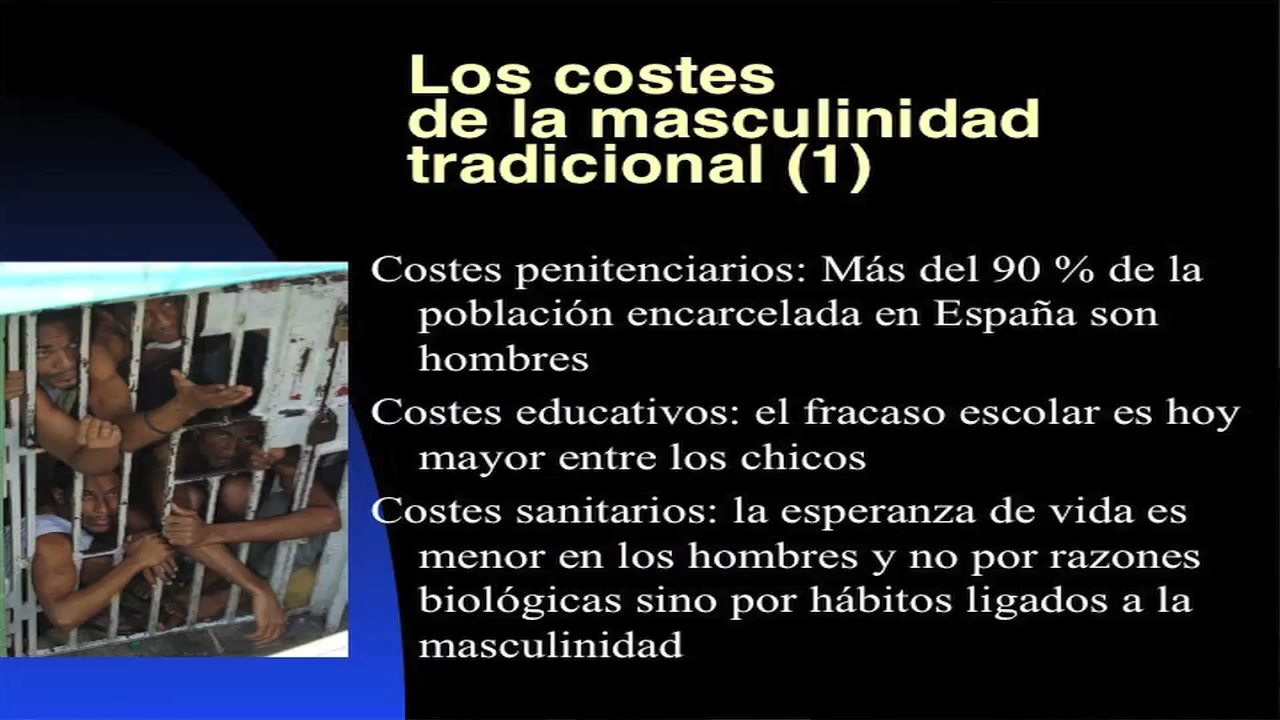 Los costes
de la masculinidad
tradicional (1)
Costes penitenciarios: Más del 90 % de la
población encarcelada en España son
hombres
Costes educativos: el fracaso escolar es hoy
mayor entre los chicos
Costes sanitarios: la esperanza de vida es
menor en los hombres y no por razones
biológicas sino por hábitos ligados a la
masculinidad